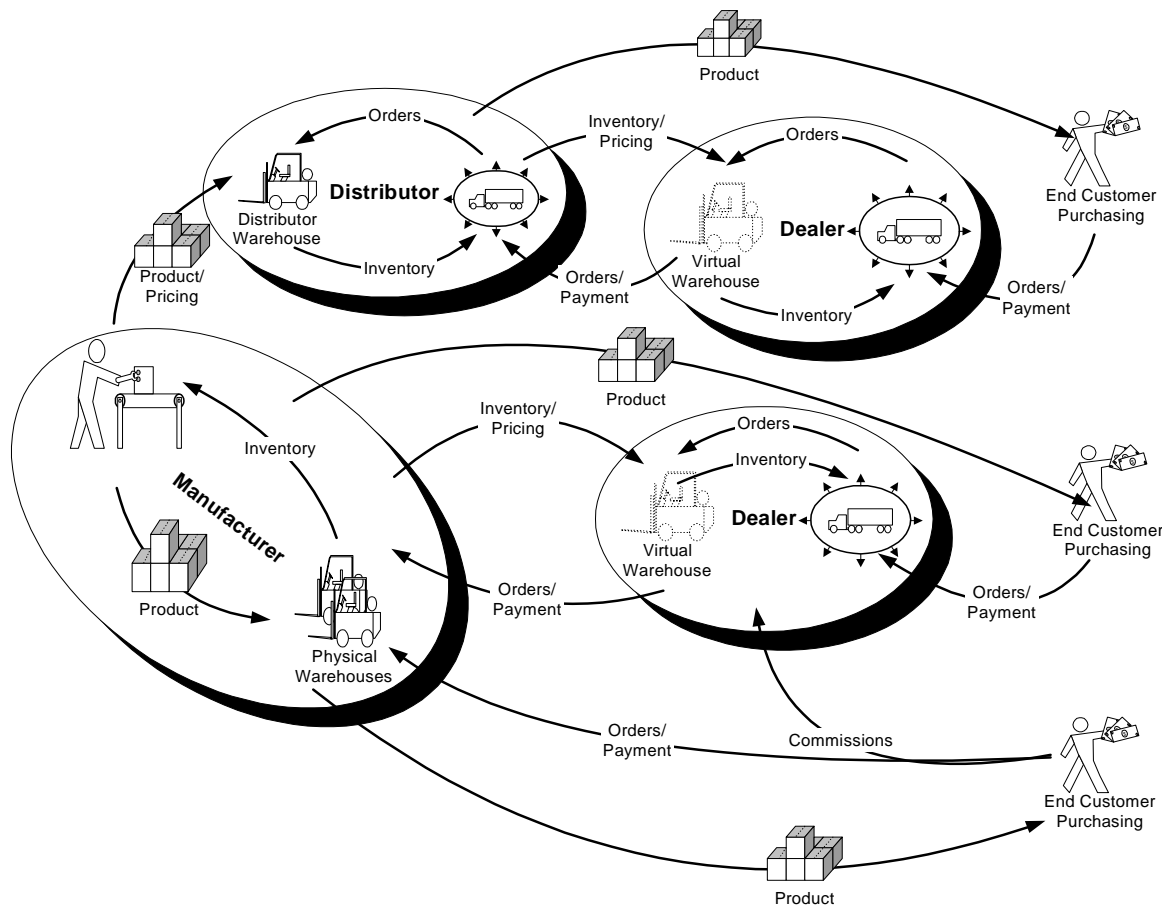 Product
Orders
Inventory/
Pricing
Orders
Distributor
Distributor
Warehouse
Inventory
Product/
Pricing
Dealer
Virtual
Warehouse
Inventory
Orders/
Payment
End Customer
Purchasing
Orders/
Payment
Product
Inventory/
Pricing
Orders
Inventory
Dealer
Virtual
Warehouse
Inventory
Manufacturer
Product
Physical
Warehouses
Orders/
Payment
End Customer
Purchasing
Orders/
Payment
Orders/
Payment
Commissions
End Customer
Purchasing
Product